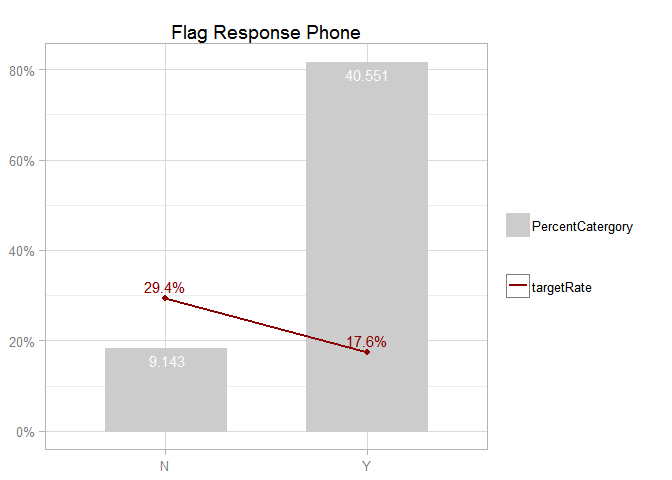 Flag Response Phone
80%
60%
40%
20%
0%
40.551
29.4%
17.6%
9.143
N
Y
PercentCatergory
targetRate